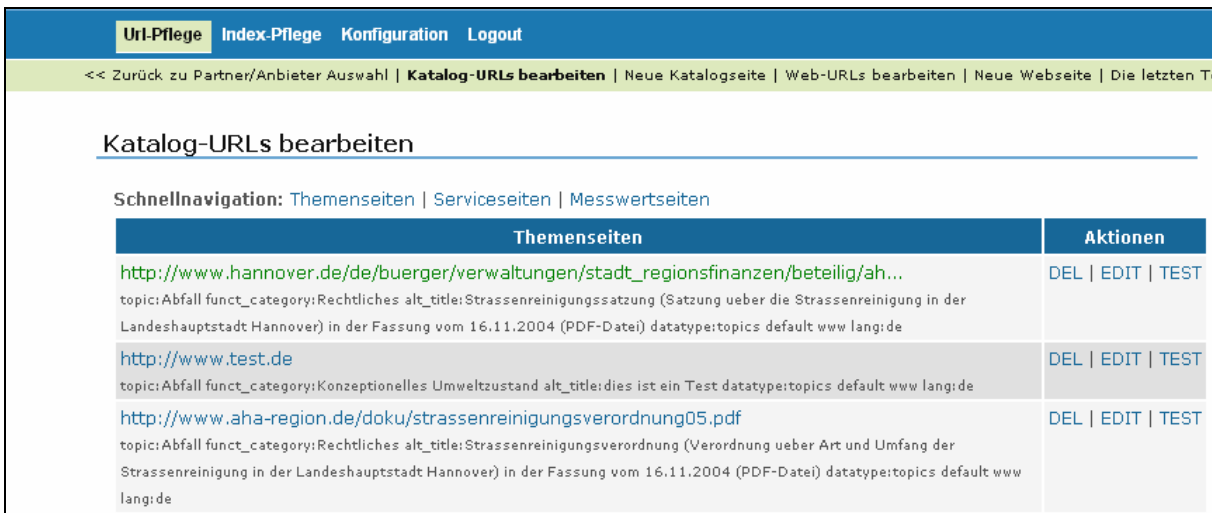 Url-Pflege Index-Pflege Konfiguration Logout
<< Zurück zu Partner/Anbieter Auswahl | Katalog-URLs bearbeiten | Neue Katalogseite | Web-URLs bearbeiten | Neue Webseite | Die letzten T
Katalog-URLs bearbeiten
Schnellnavigation: Themenseiten | Serviceseiten | Messwertseiten
Themenseiten Aktionen
http://www.hannover.de/de/buerger/verwaltungen/stadt_regionsfinanzen/beteilig/ah... DEL | EDIT | TEST
topic:Abfall funct_category:Rechtliches alt_title:Strassenreinigungssatzung (Satzung ueber die Strassenreinigung in der
Landeshauptstadt Hannover) in der Fassung vom 16.11.2004 (PDF-Datei) datatype:topics default www lang:de
http://www.test.de DEL | EDIT | TEST
topic:Abfall funct_category:Konzeptionelles Umweltzustand alt_title:dies ist ein Test datatype:topics default www lang:de
http://www.aha-region.de/doku/strassenreinigungsverordnung05.pdf DEL | EDIT | TEST
topic:Abfall funct_category:Rechtliches alt_title:Strassenreinigungsverordnung (Verordnung ueber Art und Umfang der
Strassenreinigung in der Landeshauptstadt Hannover) in der Fassung vom 16.11.2004 (PDF-Datei) datatype:topics default www
lang:de